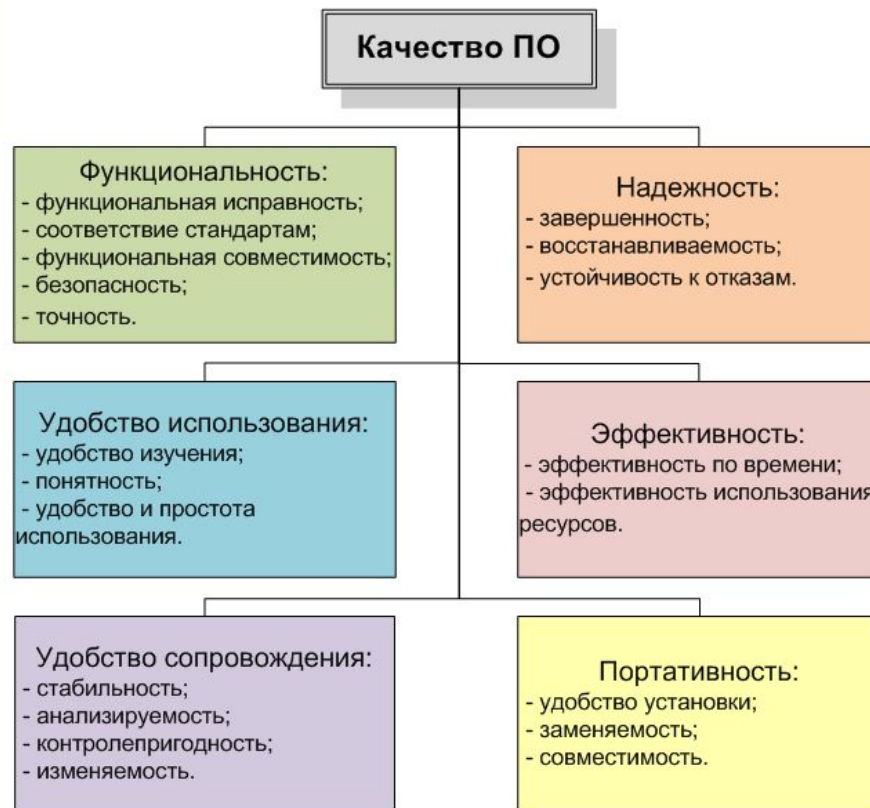 Качество ПО
Функциональность:
- функциональная исправность;
- соответствие стандартам;
- функциональная совместимость;
- безопасность;
- точность.
Надежность:
- завершенность;
- восстанавливаемость;
- устойчивость к отказам.
Удобство использования:
- удобство изучения;
- понятность;
- удобство и простота
использования.
Эффективность:
- эффективность по времени;
- эффективность использования
ресурсов.
Удобство сопровождения:
- стабильность;
- анализируемость;
- контролепригодность;
- изменяемость.
Портативность:
- удобство установки;
- заменяемость;
- совместимость.